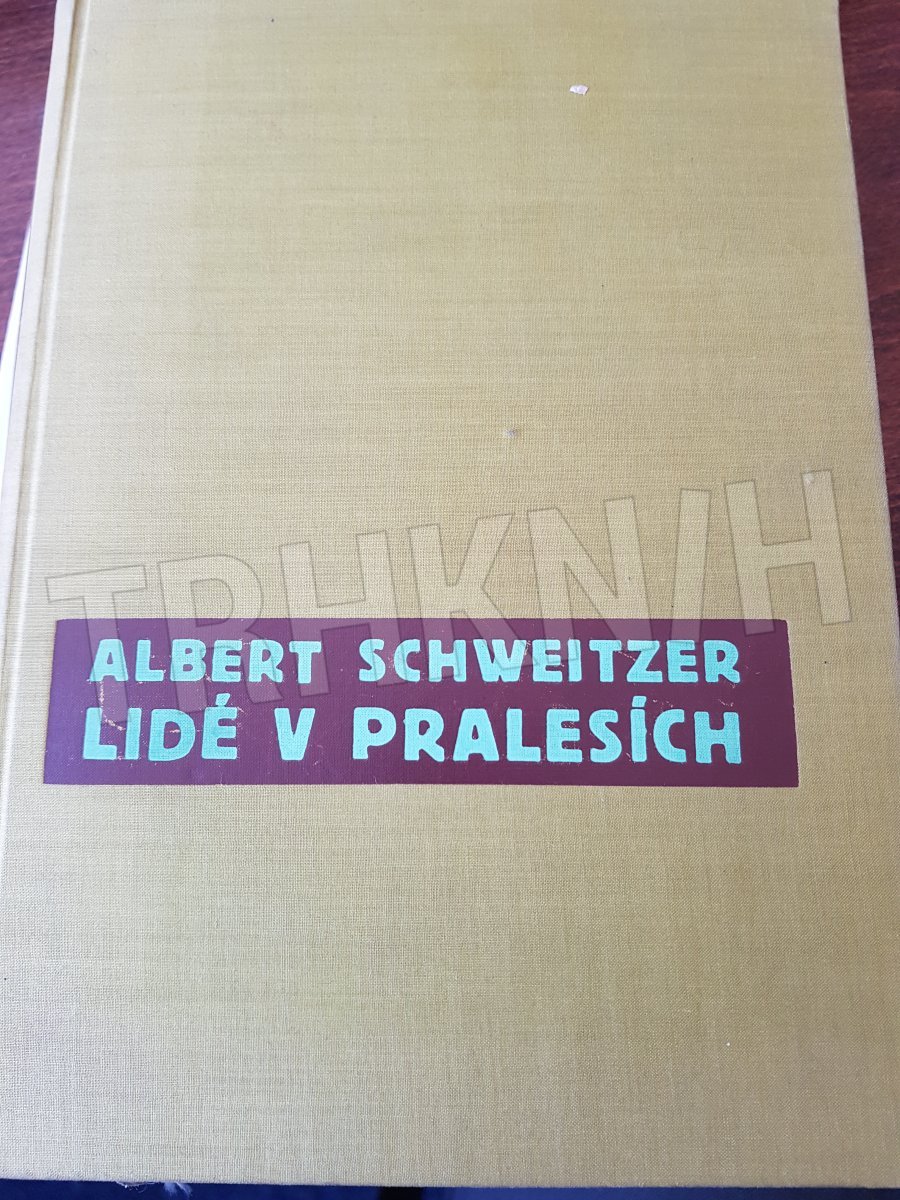 TRHKNIH
ALBERT SCHWEITZER
LIDÉ V PRALESÍCH